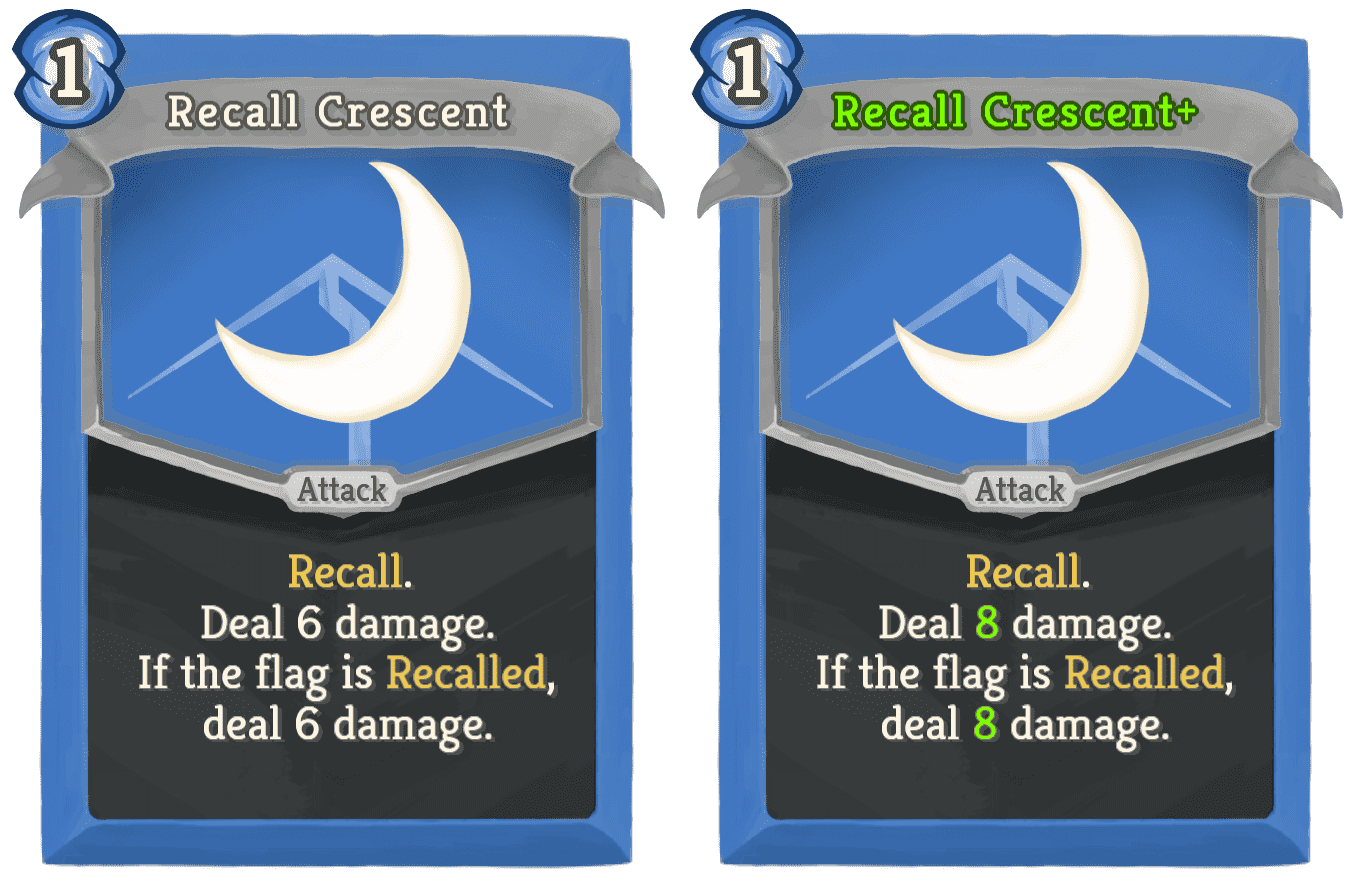 1
Recall Crescent
Attack
Recall.
Deal 6 damage.
If the flag is Recalled,
deal 6 damage.
1
Recall Crescent+
Attack
Recall.
Deal 8 damage.
If the flag is Recalled,
deal 8 damage.